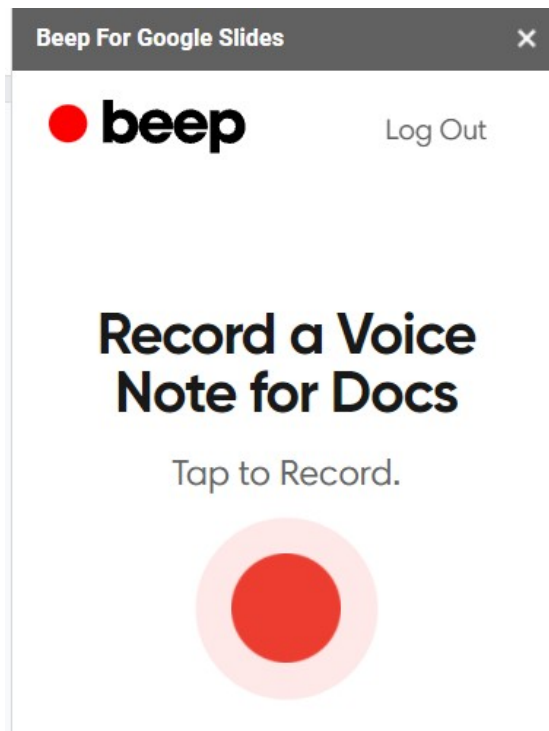 Beep For Google Slides
beep
Log Out
Record a Voice
Note for Docs
Tap to Record.